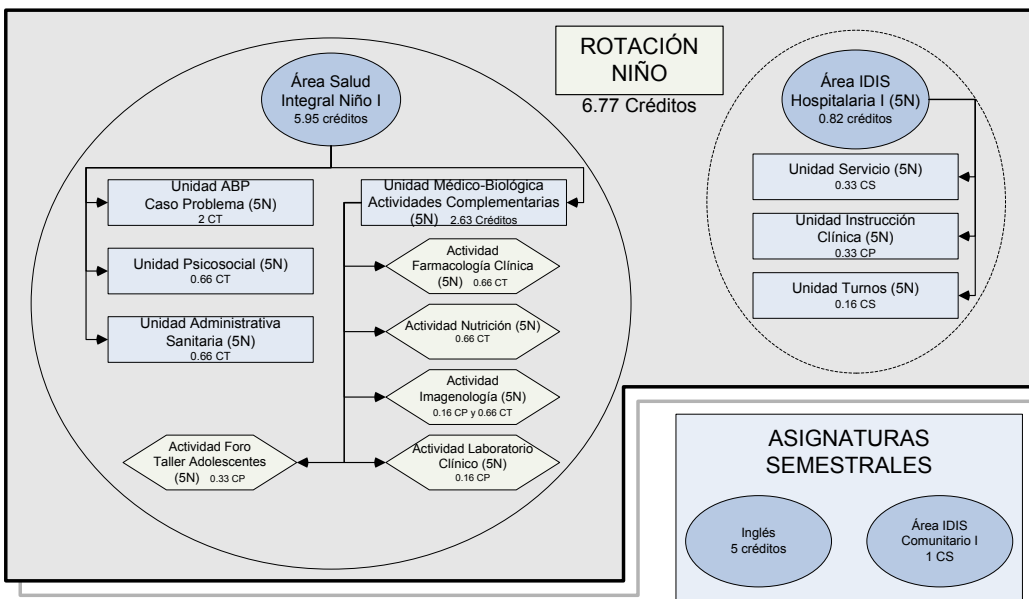 ROTACIÓN
NIÑO
6.77 Créditos
Área Salud
Integral Niño I
5.95 créditos
Unidad ABP
Caso Problema (5N)
2 CT
Unidad Psicosocial (5N)
0.66 CT
Unidad Administrativa
Sanitaria (5N)
0.66 CT
Unidad Médico-Biológica
Actividades Complementarias
(5N) 2.63 Créditos
Actividad
Farmacología Clínica
(5N) 0.66 CT
Actividad Nutrición (5N)
0.66 CT
Actividad
Imagenología (5N)
0.16 CP y 0.66 CT
Actividad Foro
Taller Adolescentes
(5N) 0.33 CP
Actividad Laboratorio
Clínico (5N)
0.16 CP
Área IDIS
Hospitalaria I (5N)
0.82 créditos
Unidad Servicio (5N)
0.33 CS
Unidad Instrucción
Clínica (5N)
0.33 CP
Unidad Turnos (5N)
0.16 CS
ASIGNATURAS
SEMESTRALES
Inglés
5 créditos
Área IDIS
Comunitario I
1 CS